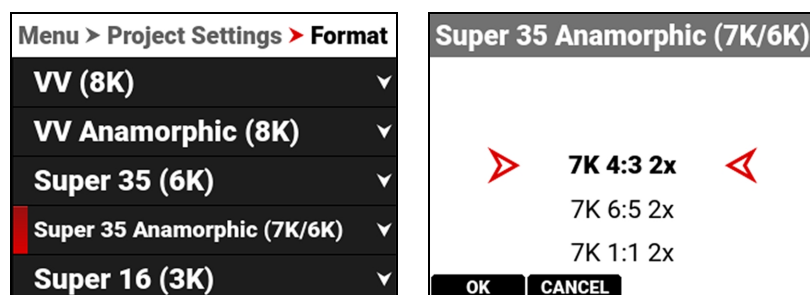 Menu > Project Settings > Format
VV (8K)
VV Anamorphic (8K)
Super 35 (6K)
Super 35 Anamorphic (7K/6K)
Super 16 (3K)
Super 35 Anamorphic (7K/6K)
7K 4:3 2x
7K 6:5 2x
7K 1:1 2x
OK CANCEL